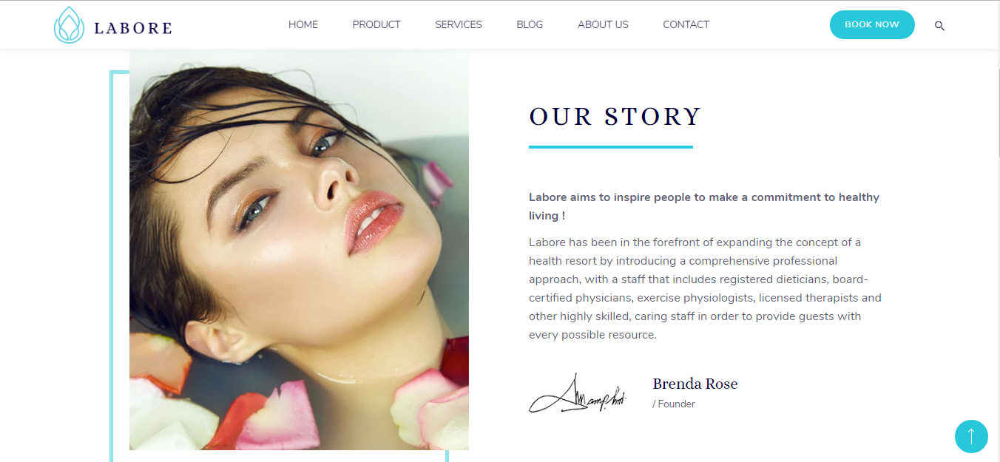 LABORE
HOME PRODUCT SERVICES BLOG ABOUT US CONTACT
BOOK NOW
OUR STORY
Labore aims to inspire people to make a commitment to healthy
living !
Labore has been in the forefront of expanding the concept of a
health resort by introducing a comprehensive professional
approach, with a staff that includes registered dieticians, board-
certified physicians, exercise physiologists, licensed therapists and
other highly skilled, caring staff in order to provide guests with
every possible resource.
Brenda Rose
/ Founder